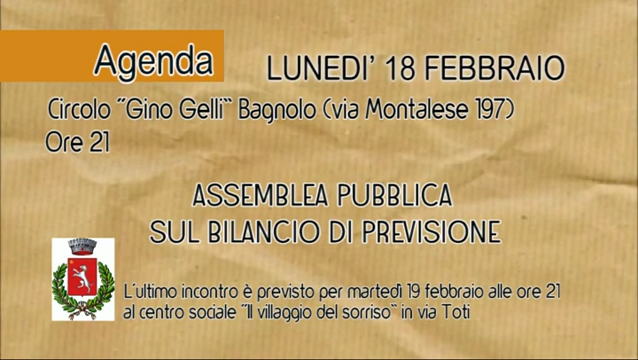 Agenda
LUNEDI' 18 FEBBRAIO
Circolo "Gino Gelli" Bagnolo (via Montalese 197)
Ore 21
ASSEMBLEA PUBBLICA
SUL BILANCIO DI PREVISIONE
L'ultimo incontro è previsto per martedì 19 febbraio alle ore 21
al centro sociale "Il villaggio del sorriso" in via Toti